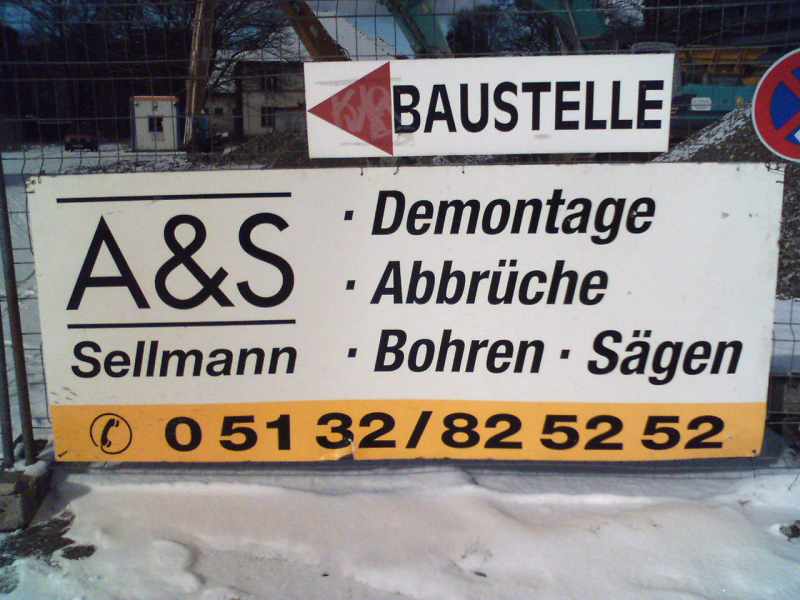 BAUSTELLE
A&S
Sellmann
· Demontage
· Abbrüche
· Bohren · Sägen
0 51 32 / 82 52 52